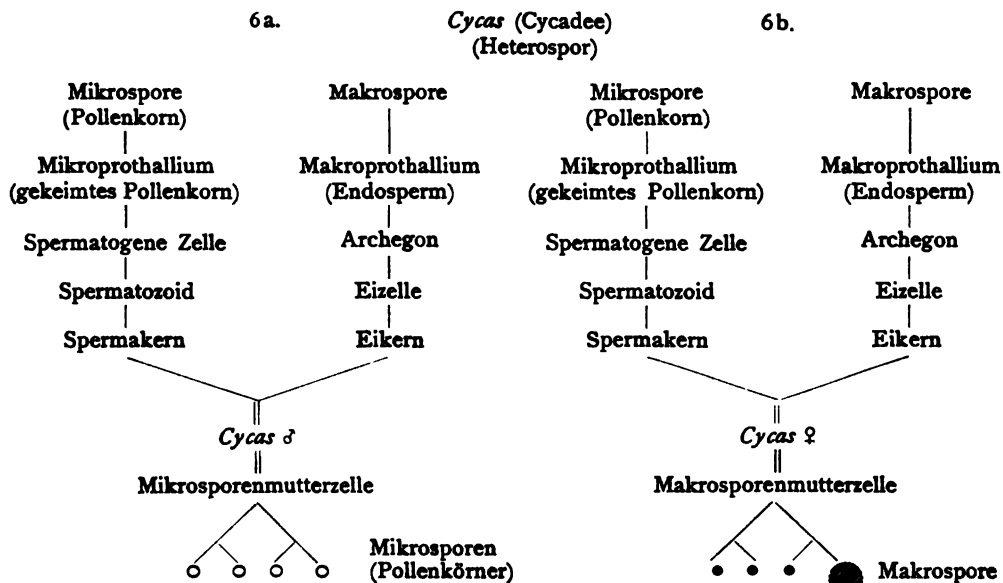 6a.
Cycas (Cycadee)
(Heterospor)
6b.
Mikrospore
(Pollenkorn)
Mikroprothallium
(gekeimtes Pollenkorn)
Spermatogene Zelle
Spermatozoid
Spermakern
Makrospore
Makroprothallium
(Endosperm)
Archegon
Eizelle
Eikern
Cycas ♂
Mikrosporenmutterzelle
Mikrosporen
(Pollenkörner)
Mikrospore
(Pollenkorn)
Mikroprothallium
(gekeimtes Pollenkorn)
Spermatogene Zelle
Spermatozoid
Spermakern
Makrospore
Makroprothallium
(Endosperm)
Archegon
Eizelle
Eikern
Cycas ♀
Makrosporenmutterzelle
Makrospore